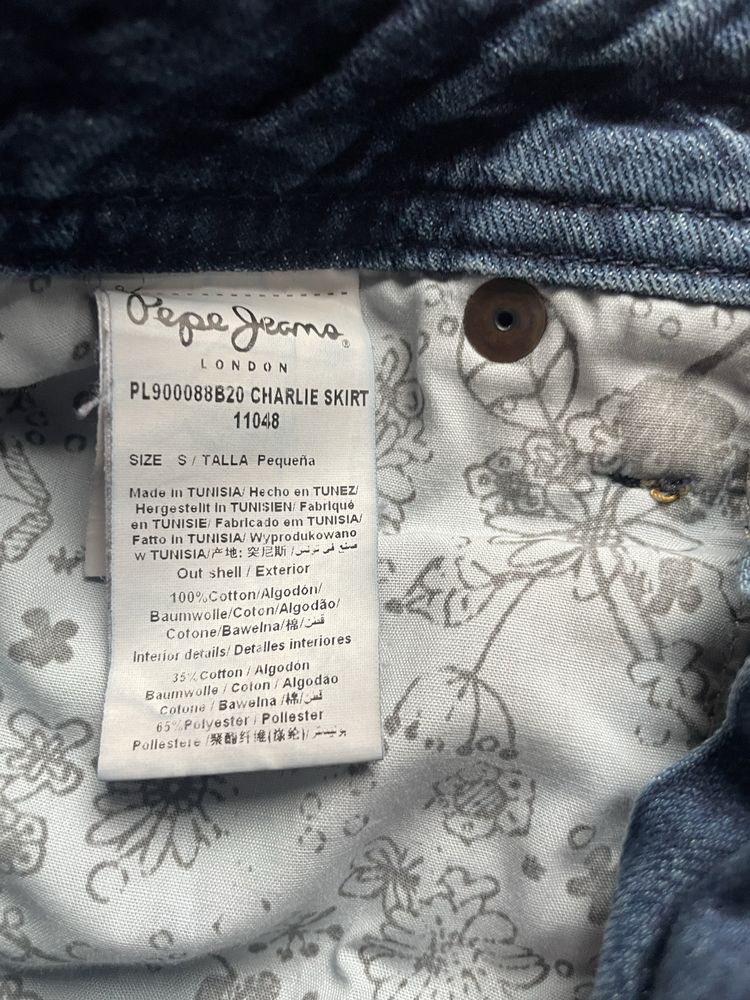 Pepe Jeans®
LONDON
PL900088B20 CHARLIE SKIRT
11048
SIZE S / TALLA Pequeña
Made in TUNISIA/ Hecho en TUNEZ/
Hergestellt in TUNISIEN/ Fabriqué
en TUNISIE/ Fabricado em TUNISIA/
Fatto in TUNISIA/ Wyprodukowano
w TUNISIA/产地: 突尼斯 /صنع في تونس
Out shell / Exterior
100%Cotton/Algodón/
Baumwolle/Coton/Algodão/
Cotone/Bawelna/棉/قطن
Interior details/ Detalles interiores
35%Cotton / Algodón
Baumwolle / Coton / Algodão
Cotone / Bawelna /棉/قطن
65%Polyester / Poliester
Poliestere /聚酯纤维(涤纶)/بوليستر